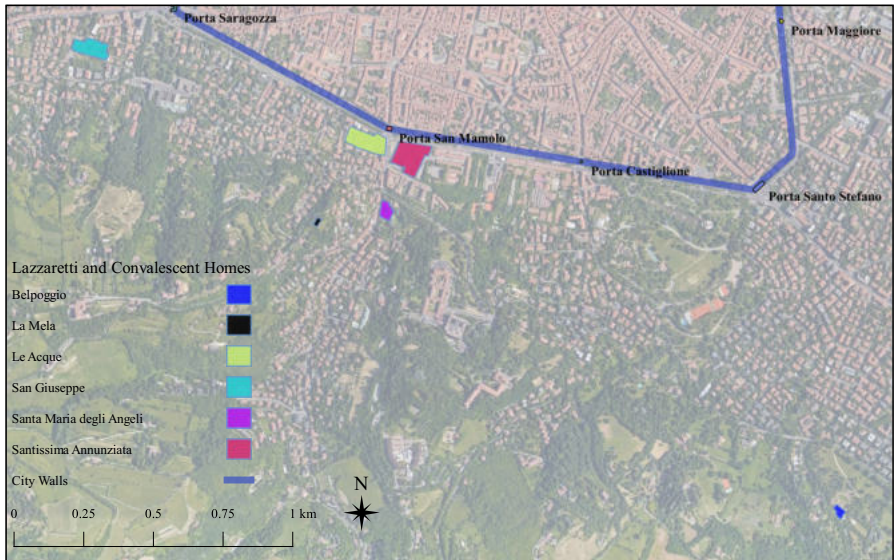 Porta Saragozza
Porta Maggiore
Porta San Mamolo
Porta Castiglione
Porta Santo Stefano
Lazzaretti and Convalescent Homes
Belpoggio
La Mela
Le Acque
San Giuseppe
Santa Maria degli Angeli
Santissima Annunziata
City Walls
N
0 0.25 0.5 0.75 1 km